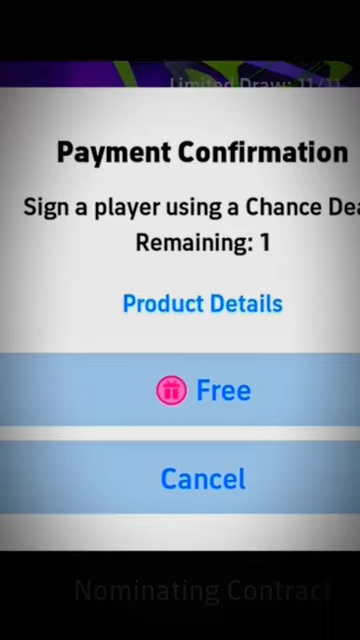 Limited Draw: 11/11
Payment Confirmation
Sign a player using a Chance Dea
Remaining: 1
Product Details
Free
Cancel
Nominating Contract